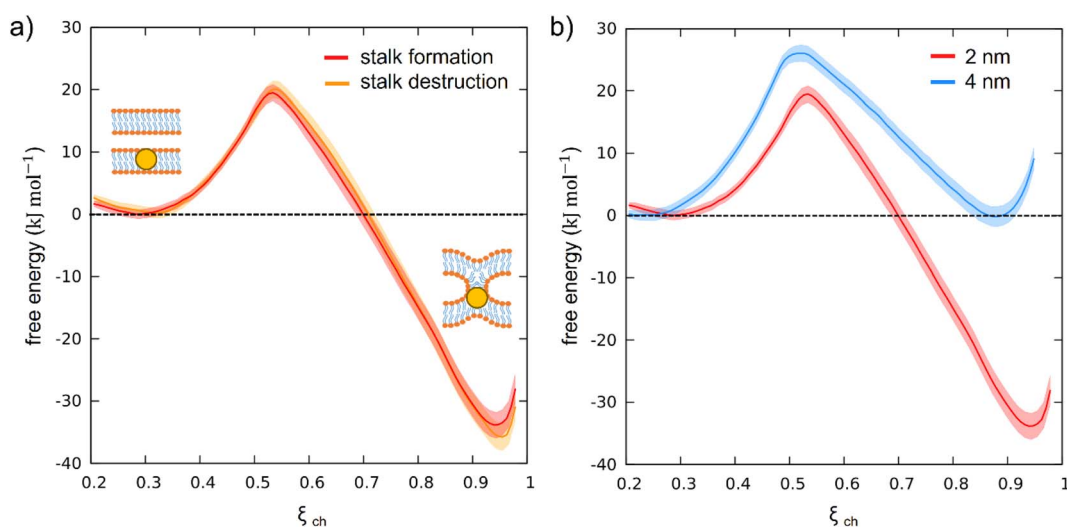 a)
30
20
10
0
-10
-20
-30
-40
free energy (kJ mol⁻¹)
stalk formation
stalk destruction
0.2 0.3 0.4 0.5 0.6 0.7 0.8 0.9 1
ξ ch
b)
30
20
10
0
-10
-20
-30
-40
free energy (kJ mol⁻¹)
2 nm
4 nm
0.2 0.3 0.4 0.5 0.6 0.7 0.8 0.9 1
ξ ch